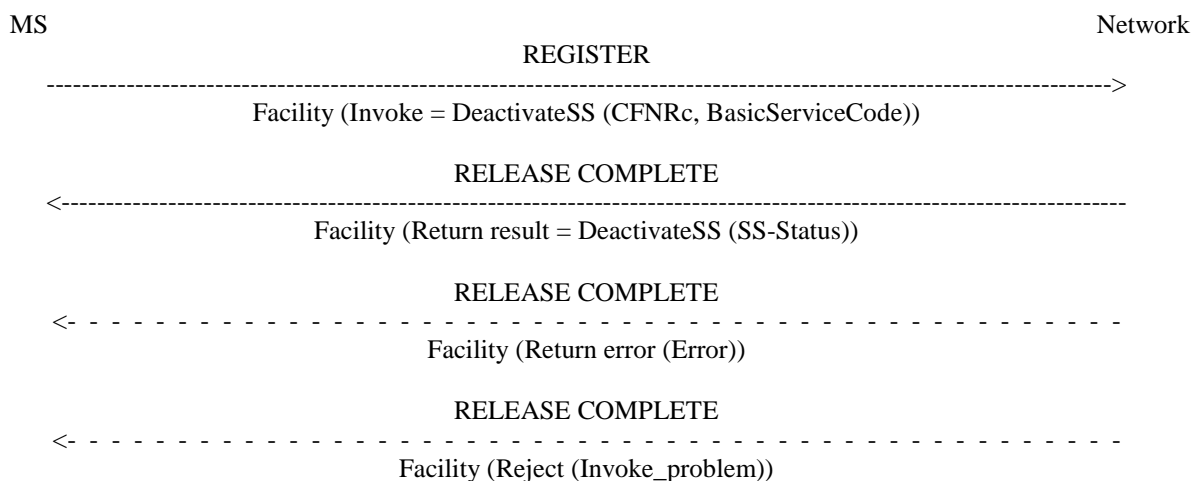 MS Network
REGISTER
------------------------------------------------------------------------------------------------------------------------>
Facility (Invoke = DeactivateSS (CFNRc, BasicServiceCode))
RELEASE COMPLETE
<------------------------------------------------------------------------------------------------------------------------
Facility (Return result = DeactivateSS (SS-Status))
RELEASE COMPLETE
<- - - - - - - - - - - - - - - - - - - - - - - - - - - - - - - - - - - - - - - - - - - - - - - -
Facility (Return error (Error))
RELEASE COMPLETE
<- - - - - - - - - - - - - - - - - - - - - - - - - - - - - - - - - - - - - - - - - - - - - - - -
Facility (Reject (Invoke_problem))